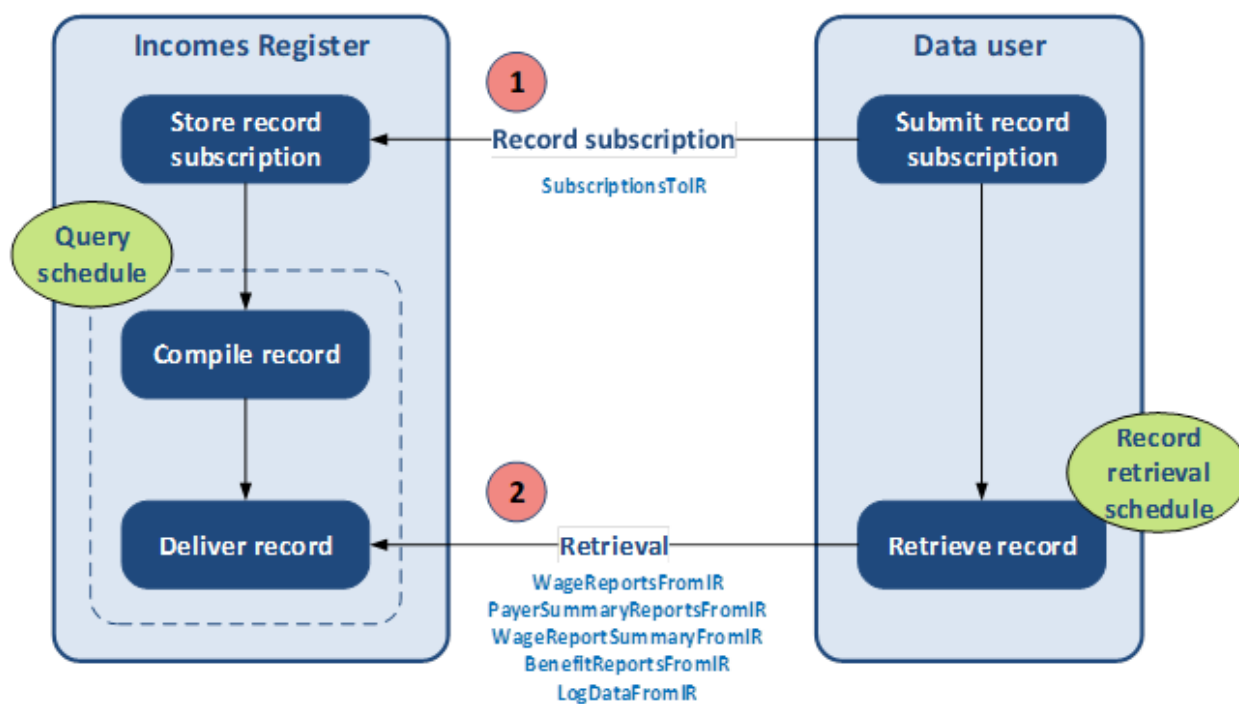 Incomes Register
Data user
1
Store record
subscription
Record subscription
Submit record
subscription
SubscriptionsToIR
Query
schedule
Compile record
Record
retrieval
schedule
2
Deliver record
Retrieval
Retrieve record
WageReportsFromIR
PayerSummaryReportsFromIR
WageReportSummaryFromIR
BenefitReportsFromIR
LogDataFromIR